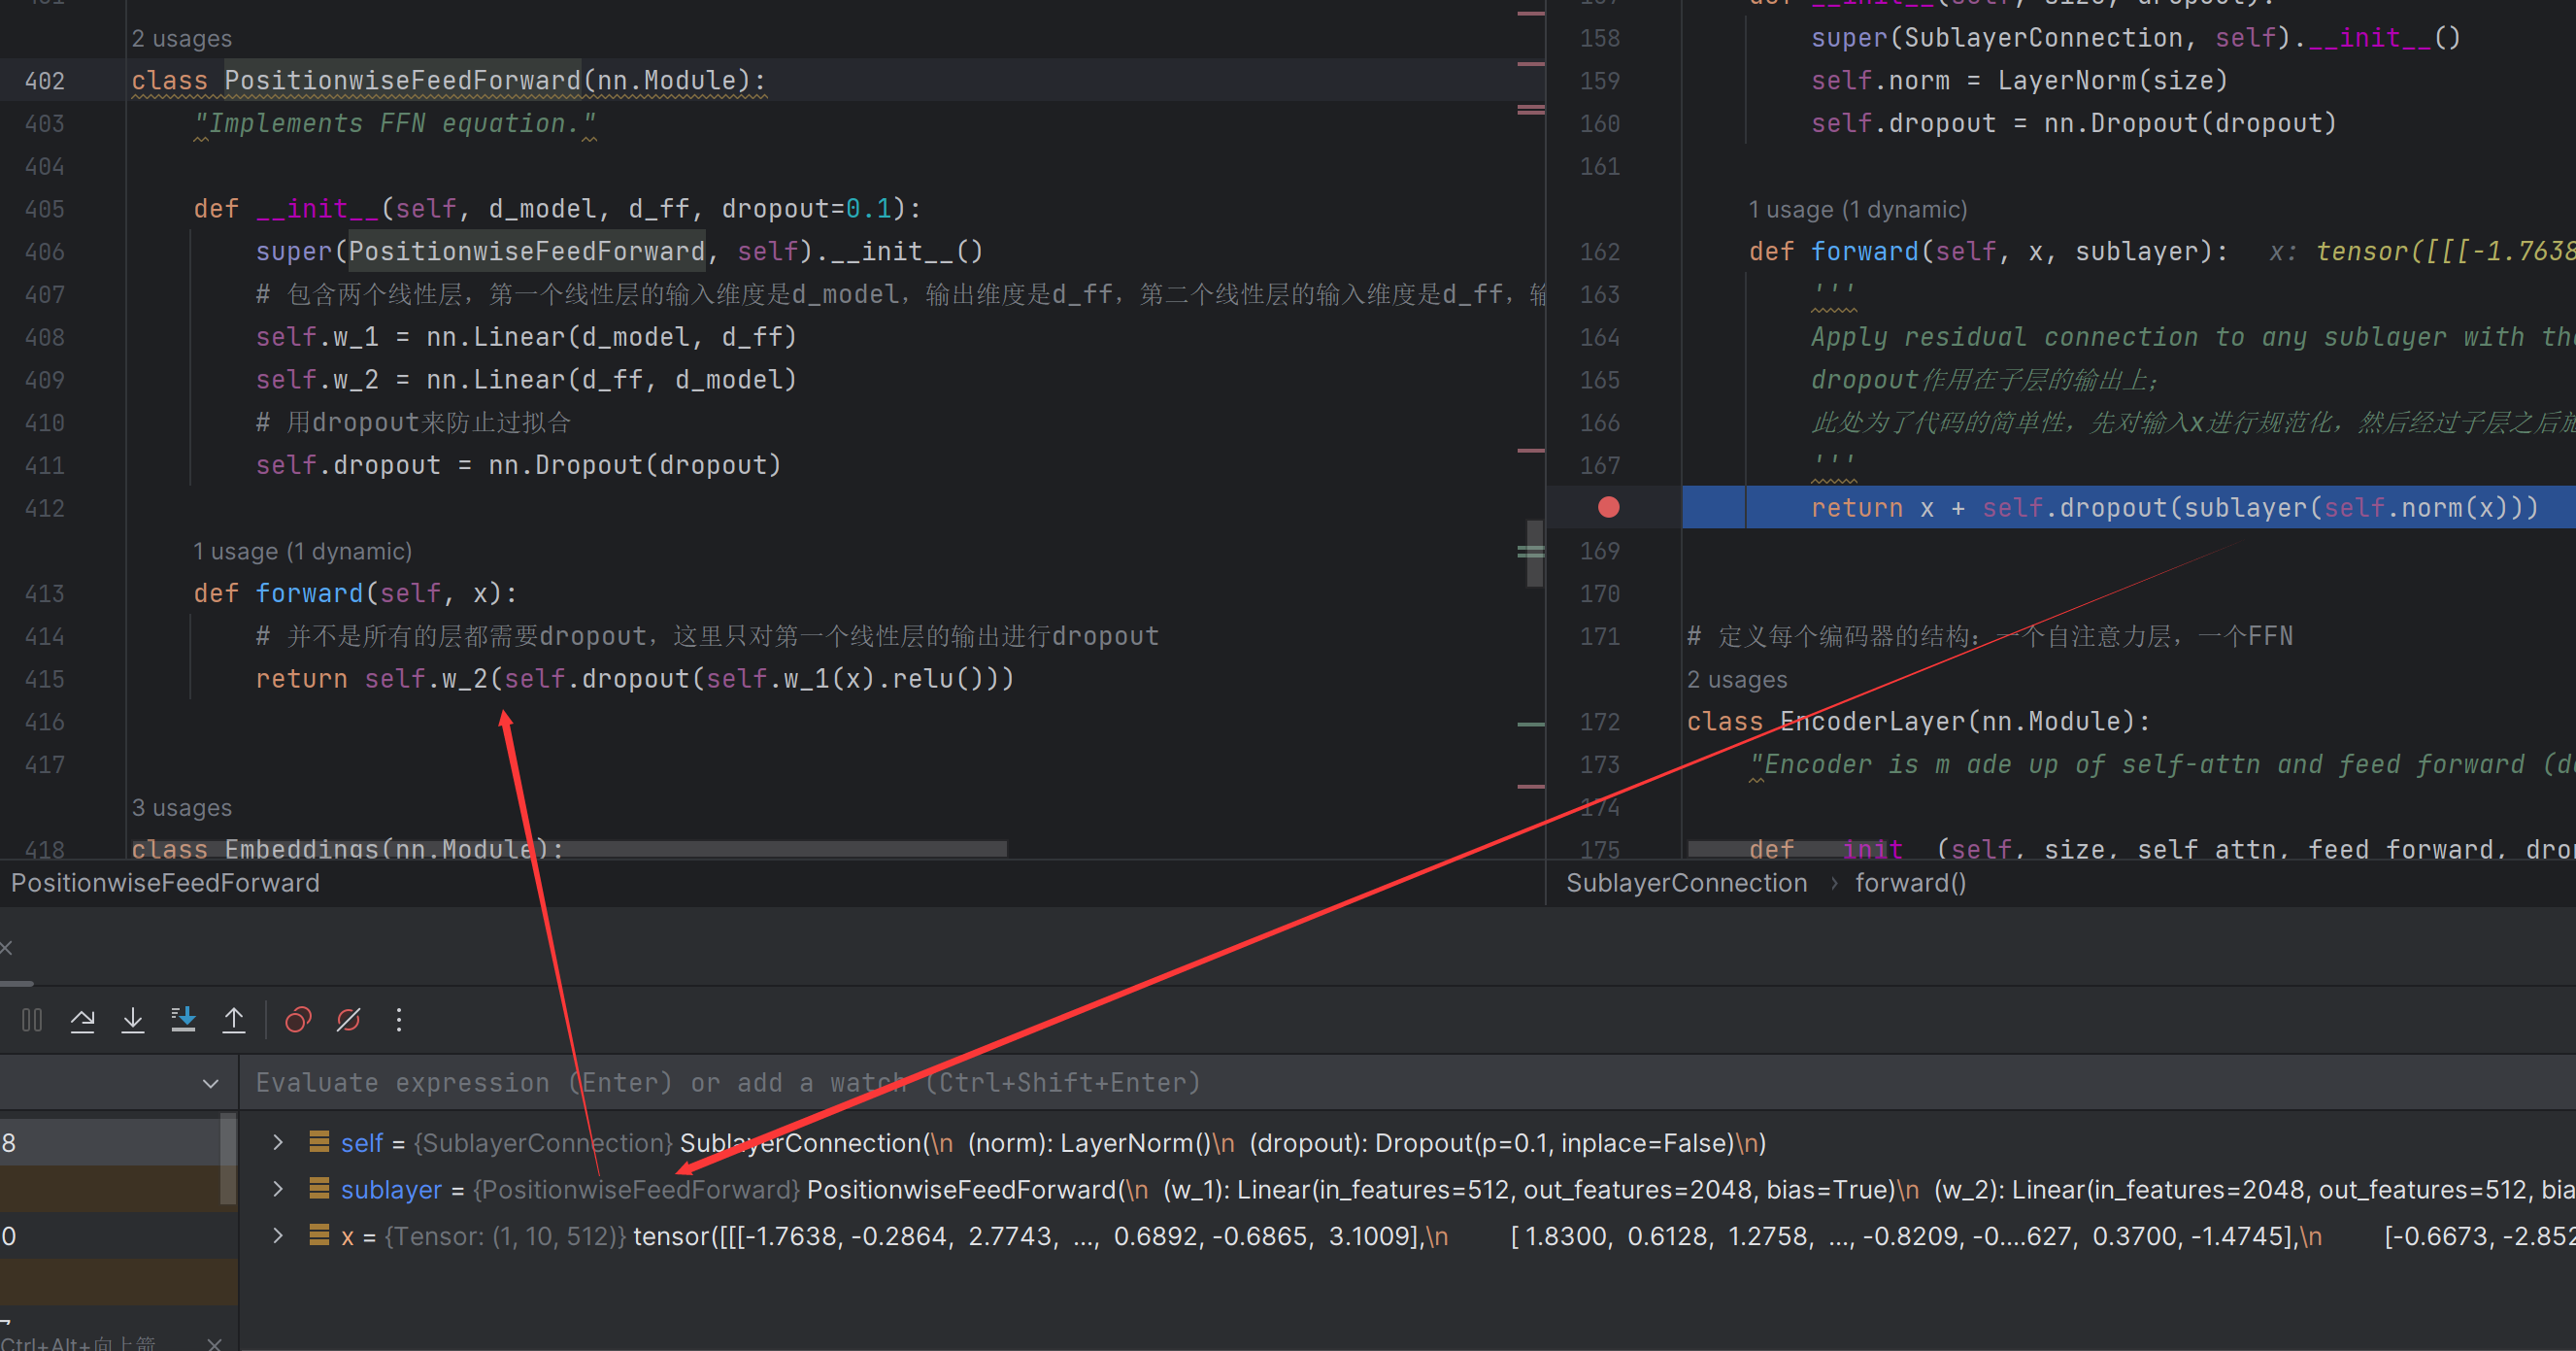 2 usages
402 class PositionwiseFeedForward(nn.Module):
403 "Implements FFN equation."
404
405 def __init__(self, d_model, d_ff, dropout=0.1):
406 super(PositionwiseFeedForward, self).__init__()
407 # 包含两个线性层，第一个线性层的输入维度是d_model，输出维度是d_ff，第二个线性层的输入维度是d_ff，输
408 self.w_1 = nn.Linear(d_model, d_ff)
409 self.w_2 = nn.Linear(d_ff, d_model)
410 # 用dropout来防止过拟合
411 self.dropout = nn.Dropout(dropout)
412
1 usage (1 dynamic)
413 def forward(self, x):
414 # 并不是所有的层都需要dropout，这里只对第一个线性层的输出进行dropout
415 return self.w_2(self.dropout(self.w_1(x).relu()))
416
417
3 usages
418 class Embeddings(nn.Module):
PositionwiseFeedForward
def __init__(self, size, dropout):
158 super(SublayerConnection, self).__init__()
159 self.norm = LayerNorm(size)
160 self.dropout = nn.Dropout(dropout)
161
1 usage (1 dynamic)
162 def forward(self, x, sublayer): x: tensor([[[-1.7638
163 '''
164 Apply residual connection to any sublayer with the
165 dropout作用在子层的输出上；
166 此处为了代码的简单性，先对输入x进行规范化，然后经过子层之后施
167 '''
return x + self.dropout(sublayer(self.norm(x)))
169
170
171 # 定义每个编码器的结构：一个自注意力层，一个FFN
2 usages
172 class EncoderLayer(nn.Module):
173 "Encoder is m ade up of self-attn and feed forward (d
174
175 def __init__(self, size, self_attn, feed_forward, dro
SublayerConnection › forward()
Evaluate expression (Enter) or add a watch (Ctrl+Shift+Enter)
8
self = {SublayerConnection} SublayerConnection(\n (norm): LayerNorm()\n (dropout): Dropout(p=0.1, inplace=False)\n)
sublayer = {PositionwiseFeedForward} PositionwiseFeedForward(\n (w_1): Linear(in_features=512, out_features=2048, bias=True)\n (w_2): Linear(in_features=2048, out_features=512, bia
0
x = {Tensor: (1, 10, 512)} tensor([[[-1.7638, -0.2864, 2.7743, ..., 0.6892, -0.6865, 3.1009],\n [ 1.8300, 0.6128, 1.2758, ..., -0.8209, -0....627, 0.3700, -1.4745],\n [-0.6673, -2.852
Ctrl+Alt+向上箭